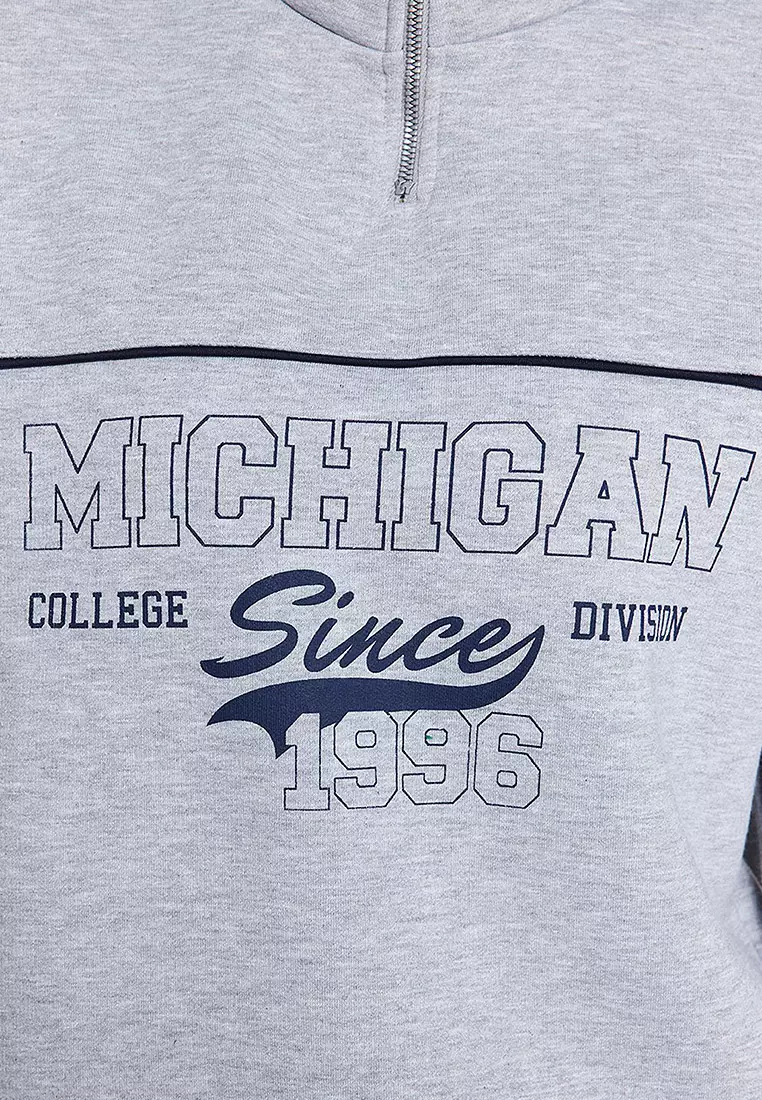 MICHIGAN
COLLEGE Since DIVISION
1996